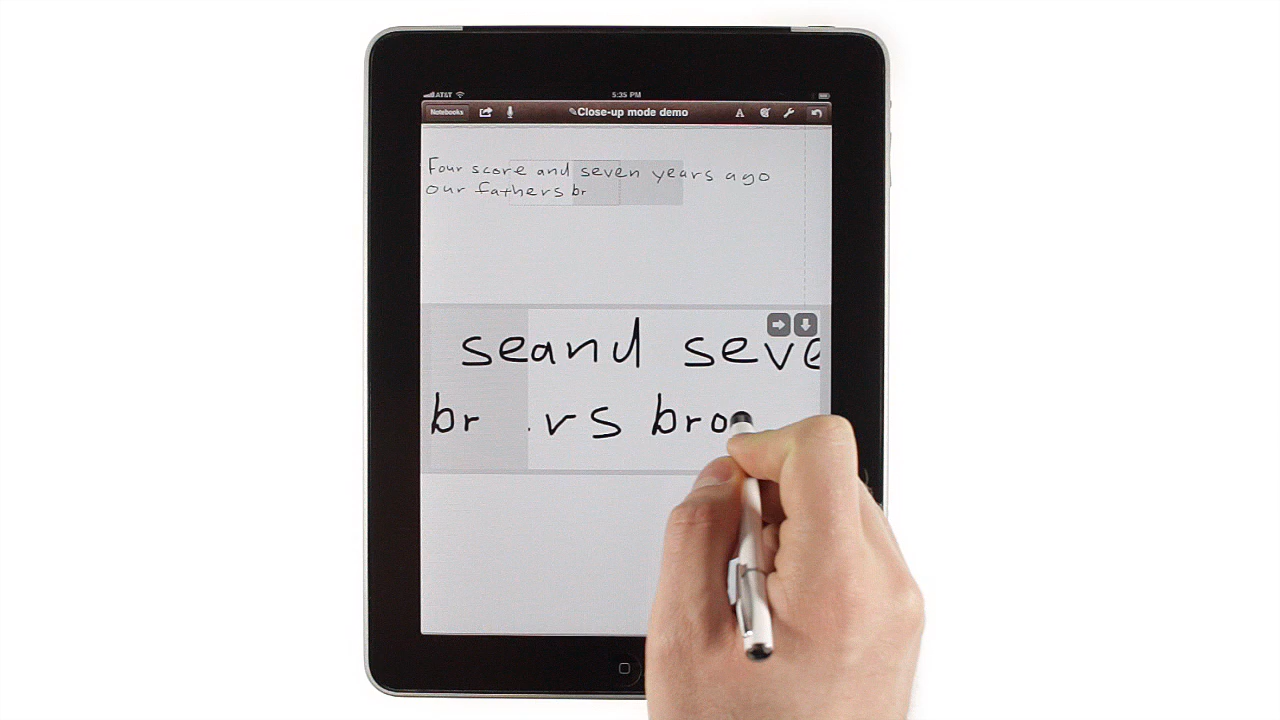 AT&T 5:35 PM
Notebooks Close-up mode demo A
Four score and seven years ago
our fathers br
seand seve
br rs bro